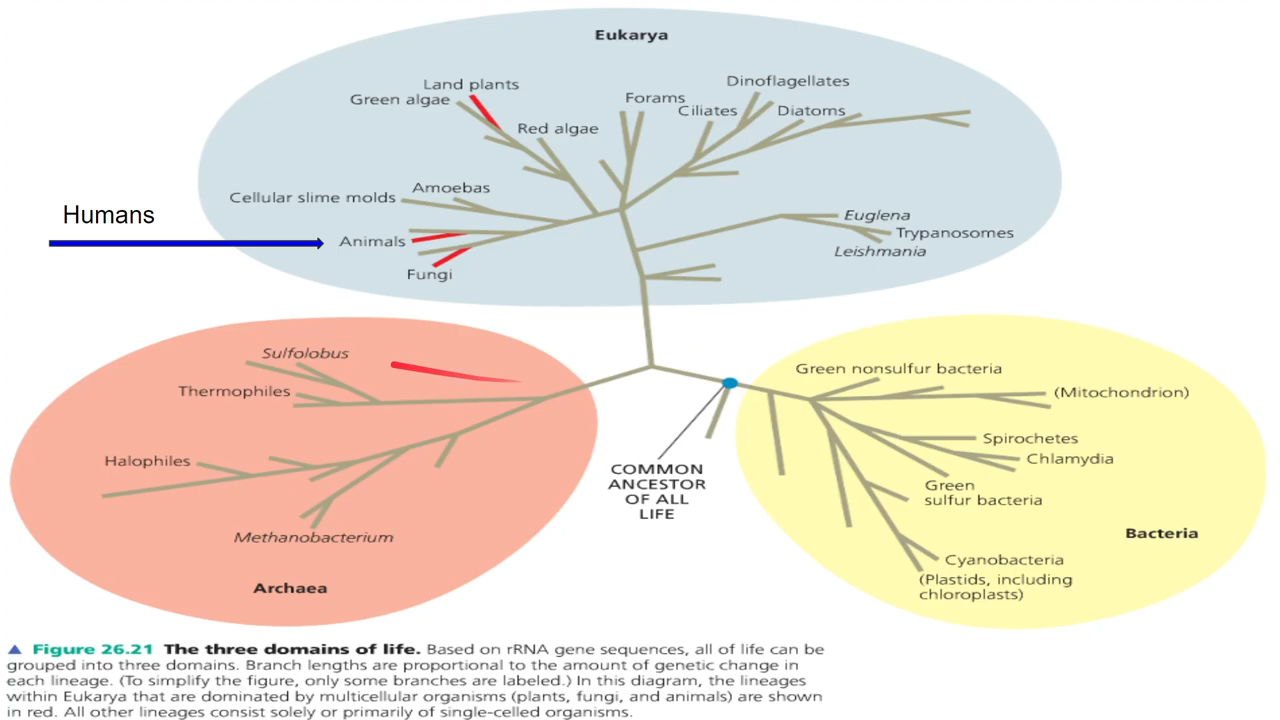 Eukarya
Land plants
Green algae
Red algae
Forams
Ciliates
Dinoflagellates
Diatoms
Cellular slime molds
Amoebas
Humans
Animals
Fungi
Euglena
Trypanosomes
Leishmania
Sulfolobus
Thermophiles
Halophiles
Methanobacterium
Archaea
COMMON
ANCESTOR
OF ALL
LIFE
Green nonsulfur bacteria
(Mitochondrion)
Spirochetes
Chlamydia
Green
sulfur bacteria
Bacteria
Cyanobacteria
(Plastids, including
chloroplasts)
▲ Figure 26.21 The three domains of life. Based on rRNA gene sequences, all of life can be
grouped into three domains. Branch lengths are proportional to the amount of genetic change in
each lineage. (To simplify the figure, only some branches are labeled.) In this diagram, the lineages
within Eukarya that are dominated by multicellular organisms (plants, fungi, and animals) are shown
in red. All other lineages consist solely or primarily of single-celled organisms.